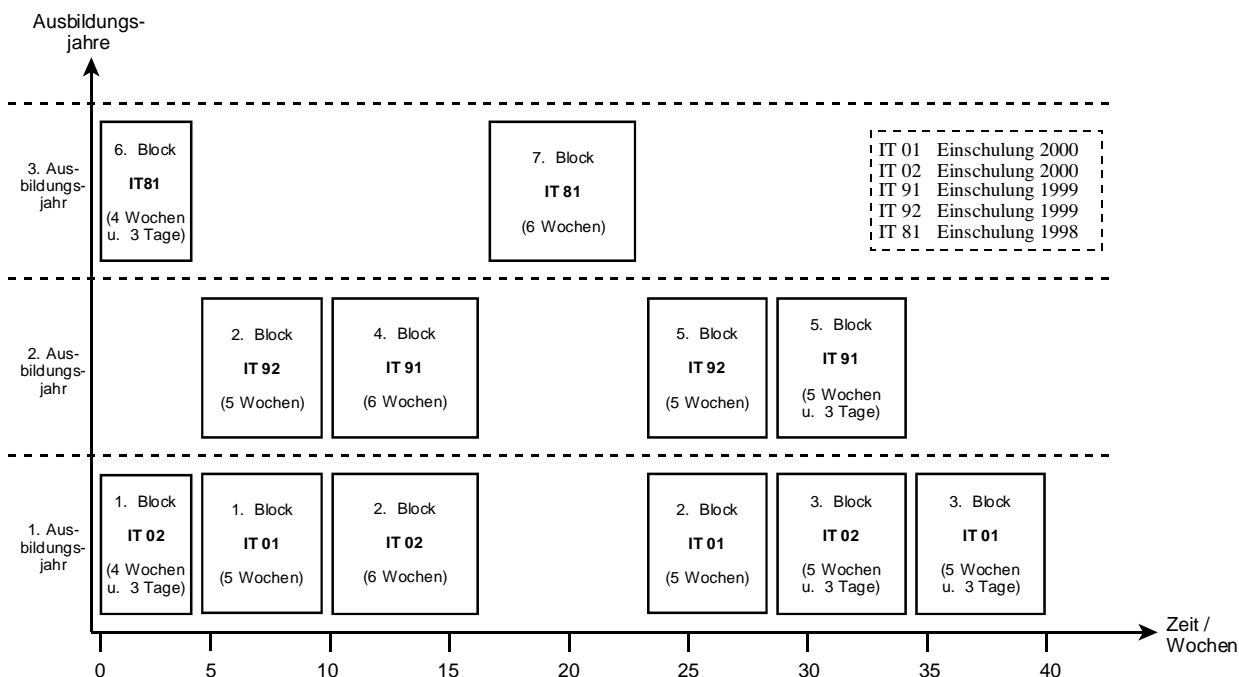 Ausbildungs-
jahre
3. Aus-
bildungs-
jahr
6. Block
IT81
(4 Wochen
u. 3 Tage)
7. Block
IT 81
(6 Wochen)
IT 01 Einschulung 2000
IT 02 Einschulung 2000
IT 91 Einschulung 1999
IT 92 Einschulung 1999
IT 81 Einschulung 1998
2. Aus-
bildungs-
jahr
2. Block
IT 92
(5 Wochen)
4. Block
IT 91
(6 Wochen)
5. Block
IT 92
(5 Wochen)
5. Block
IT 91
(5 Wochen
u. 3 Tage)
1. Aus-
bildungs-
jahr
1. Block
IT 02
(4 Wochen
u. 3 Tage)
1. Block
IT 01
(5 Wochen)
2. Block
IT 02
(6 Wochen)
2. Block
IT 01
(5 Wochen)
3. Block
IT 02
(5 Wochen
u. 3 Tage)
3. Block
IT 01
(5 Wochen
u. 3 Tage)
Zeit /
Wochen
0 5 10 15 20 25 30 35 40